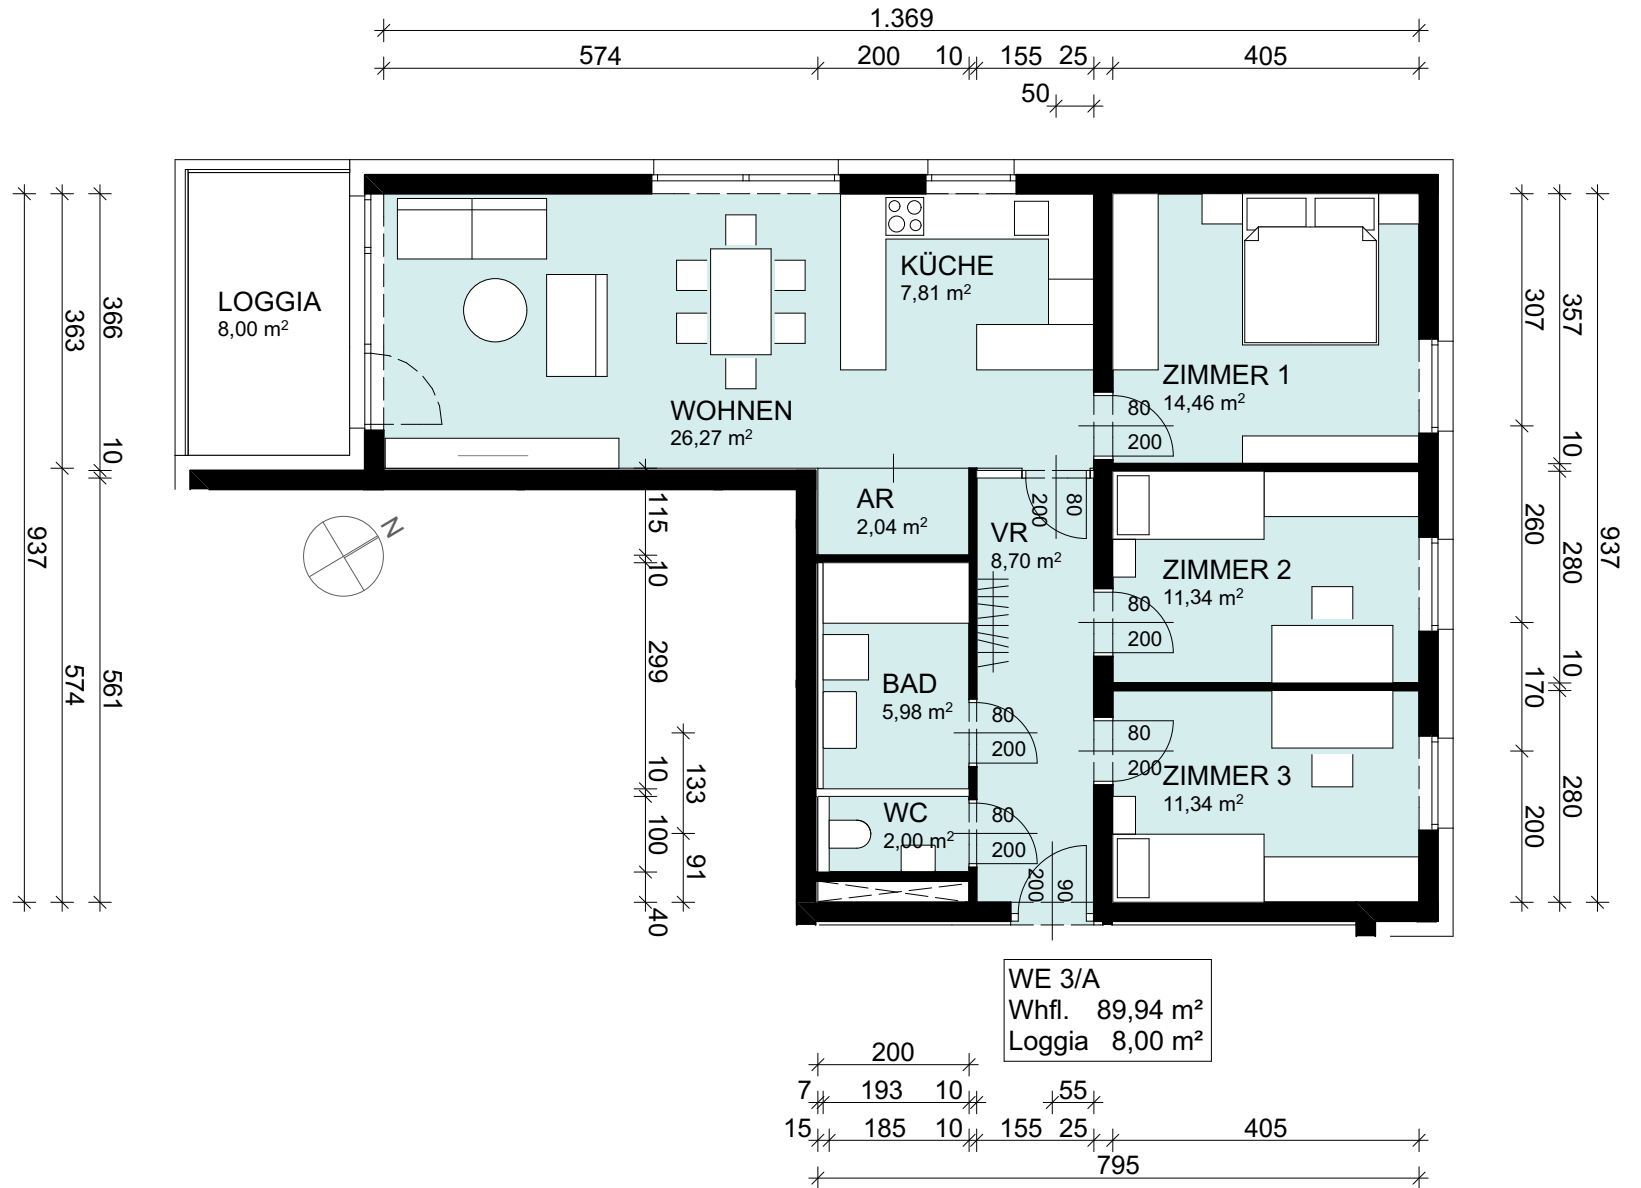 1.369
574 200 10 155 25 405
50
LOGGIA
8,00 m²
KÜCHE
7,81 m²
WOHNEN
26,27 m²
ZIMMER 1
14,46 m²
80
200
AR
2,04 m²
VR
8,70 m²
200 80
ZIMMER 2
11,34 m²
80
200
BAD
5,98 m²
80
200
80
200
ZIMMER 3
11,34 m²
WC
2,00 m²
80
200
200 90
N
937
363 574
366 10 561
115 10 299 10 100 40
133 91
307 260 170 200
357 10 280 10 280
937
WE 3/A
Whfl. 89,94 m²
Loggia 8,00 m²
200
7 193 10 55
15 185 10 155 25 405
795